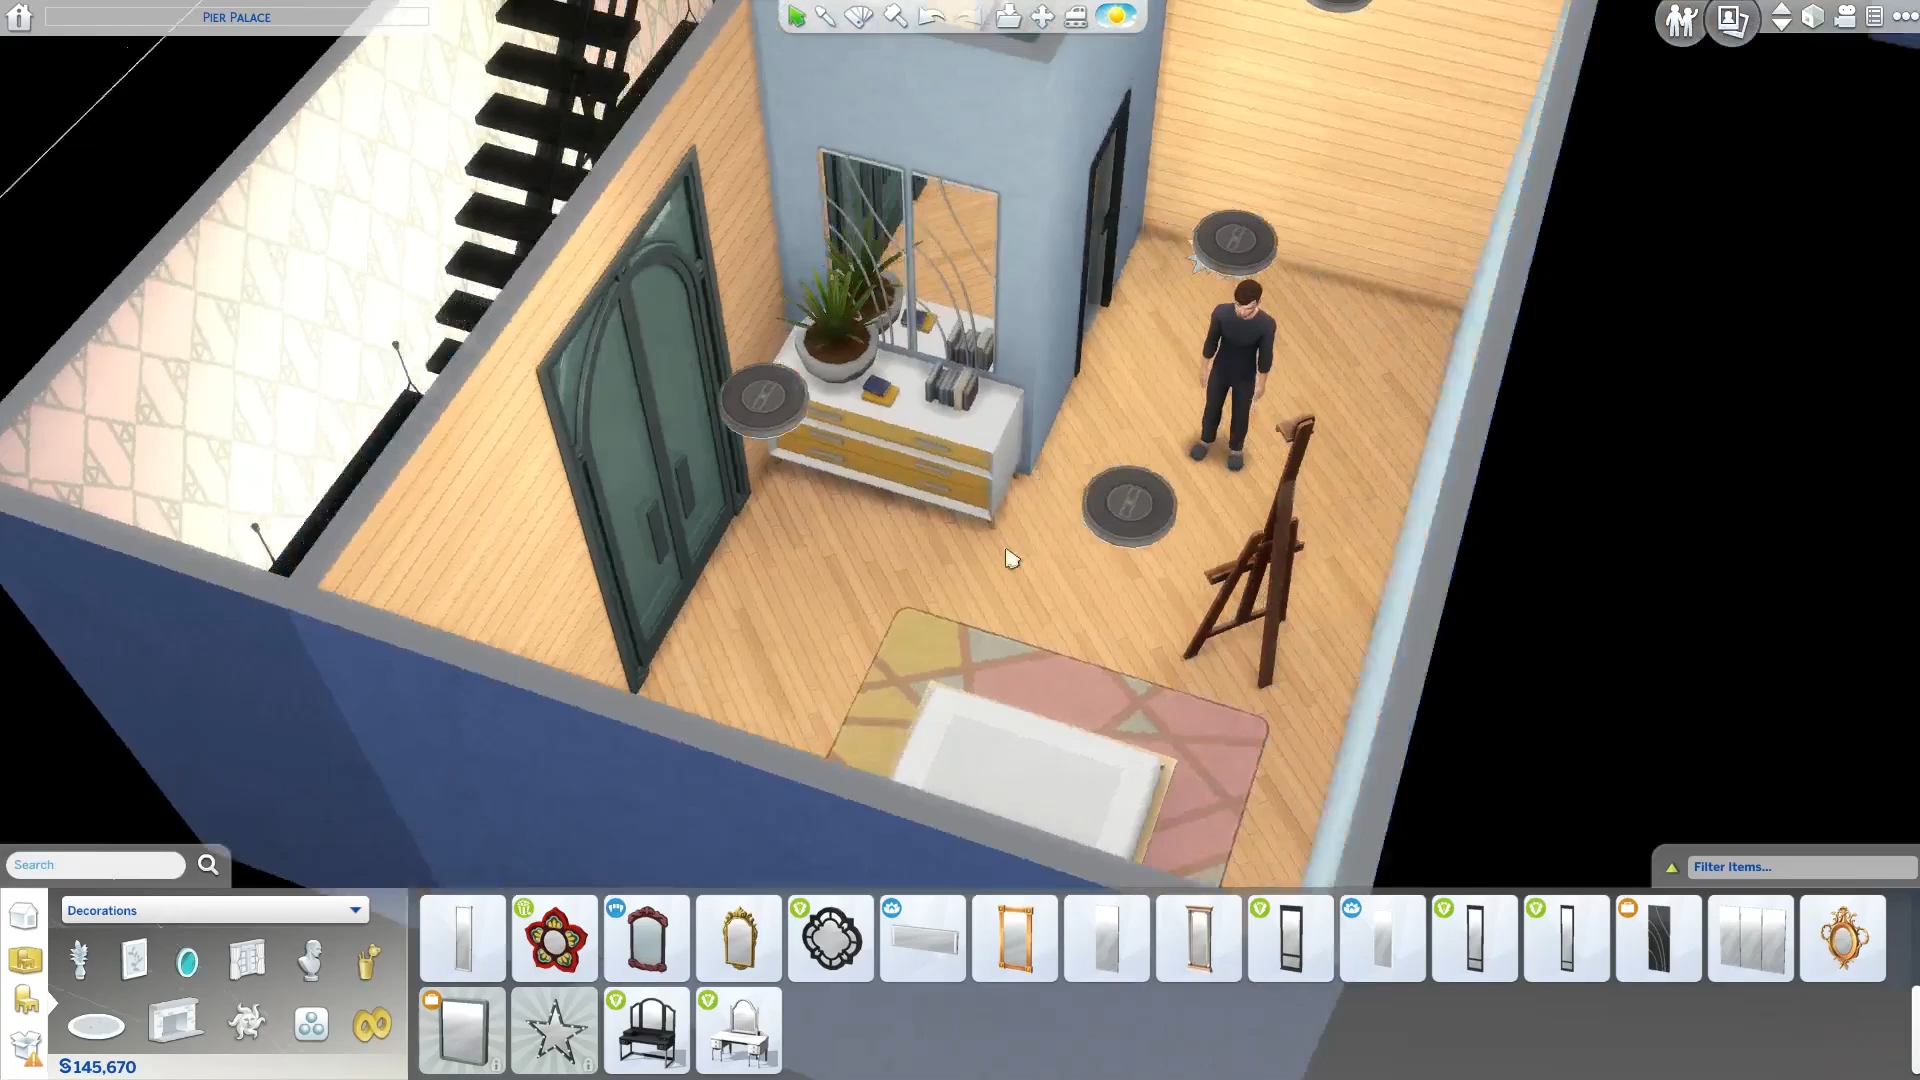 PIER PALACE
Search
Filter Items...
Decorations
§145,670